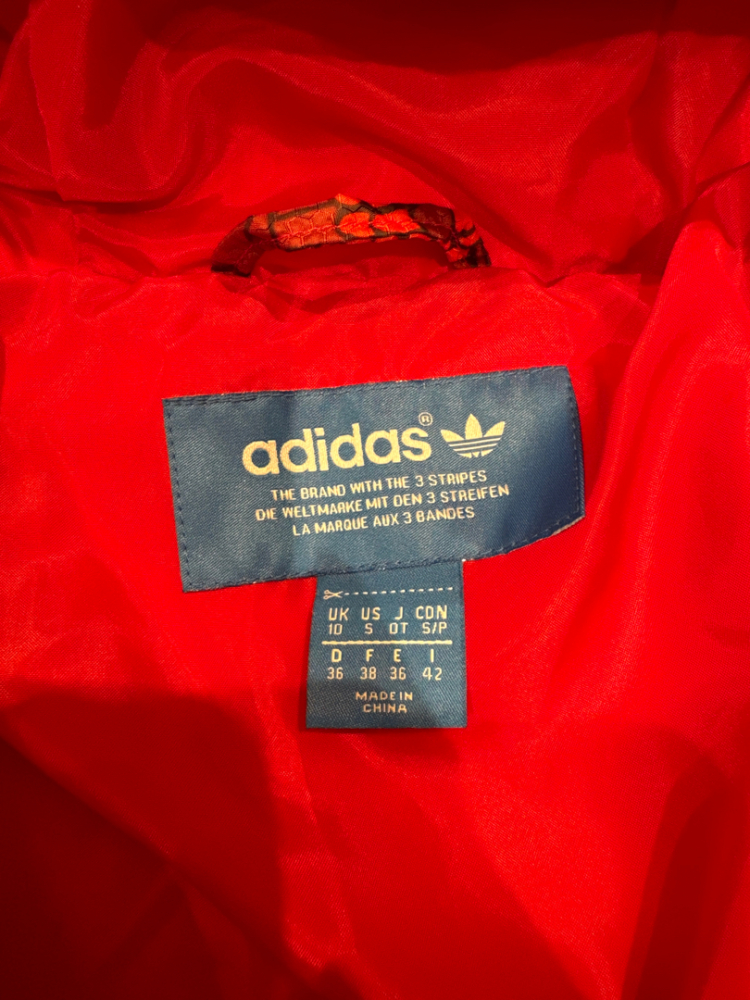 adidas®
THE BRAND WITH THE 3 STRIPES
DIE WELTMARKE MIT DEN 3 STREIFEN
LA MARQUE AUX 3 BANDES
UK US J CDN
10 S OT S/P
D F E I
36 38 36 42
MADE IN
CHINA